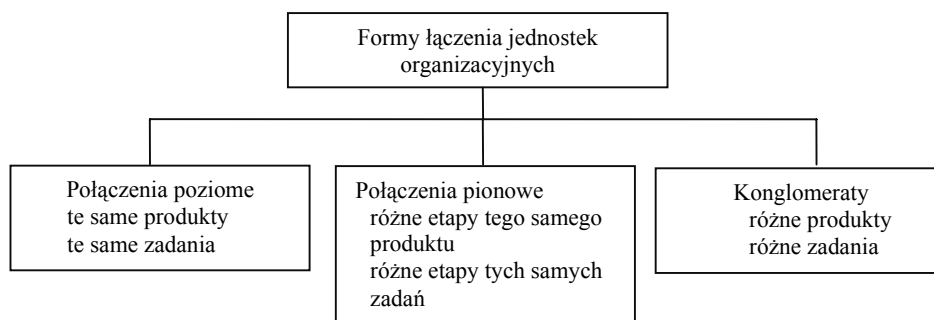 Formy łączenia jednostek
organizacyjnych
Połączenia poziome
te same produkty
te same zadania
Połączenia pionowe
różne etapy tego samego
produktu
różne etapy tych samych
zadań
Konglomeraty
różne produkty
różne zadania